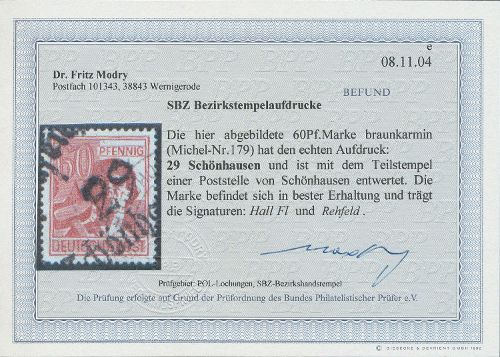 e
08.11.04
Dr. Fritz Modry
Postfach 101343, 38843 Wernigerode
BEFUND
SBZ Bezirkstempelaufdrucke
Die hier abgebildete 60Pf.Marke braunkarmin
(Michel-Nr.179) hat den echten Aufdruck:
29 Schönhausen und ist mit dem Teilstempel
einer Poststelle von Schönhausen entwertet. Die
Marke befindet sich in bester Erhaltung und trägt
die Signaturen: Hall Fl und Rehfeld .
60 PFENNIG
29
DEUTSCHE POST
Prüfgebiet: POL-Lochungen, SBZ-Bezirkshandstempel
Die Prüfung erfolgte auf Grund der Prüfordnung des Bundes Philatelistischer Prüfer e.V.